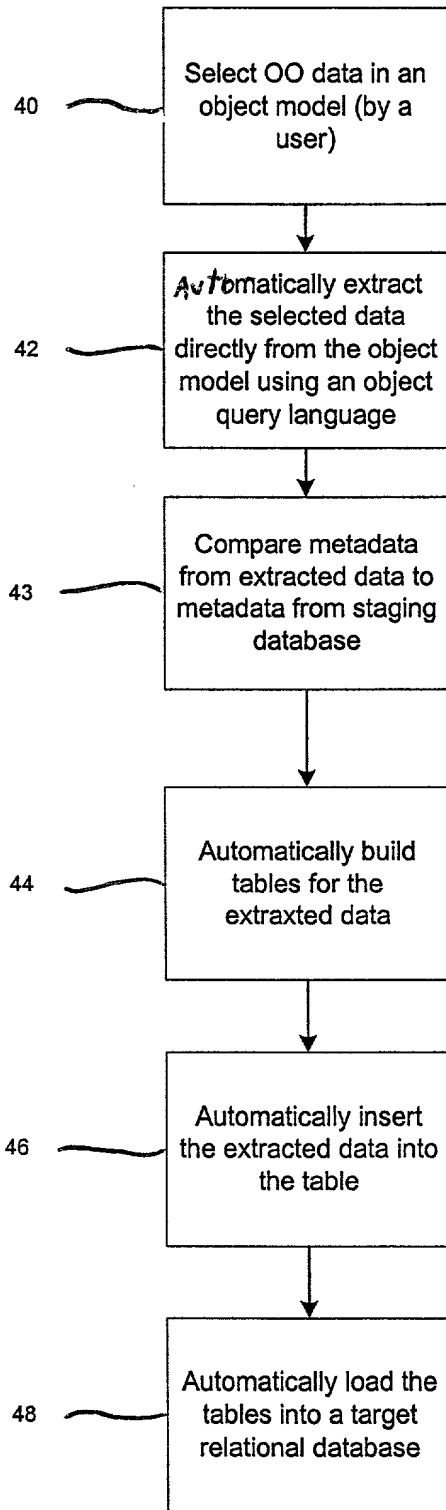 40
Select OO data in an
object model (by a
user)
42
Automatically extract
the selected data
directly from the object
model using an object
query language
43
Compare metadata
from extracted data to
metadata from staging
database
44
Automatically build
tables for the
extraxted data
46
Automatically insert
the extracted data into
the table
48
Automatically load the
tables into a target
relational database